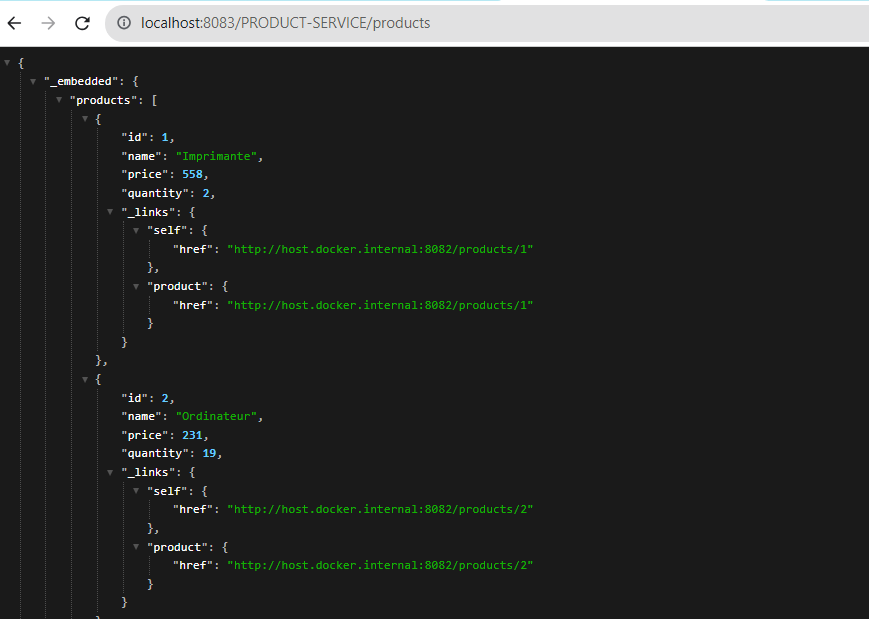 localhost:8083/PRODUCT-SERVICE/products
{
"_embedded": {
"products": [
{
"id": 1,
"name": "Imprimante",
"price": 558,
"quantity": 2,
"_links": {
"self": {
"href": "http://host.docker.internal:8082/products/1"
},
"product": {
"href": "http://host.docker.internal:8082/products/1"
}
}
},
{
"id": 2,
"name": "Ordinateur",
"price": 231,
"quantity": 19,
"_links": {
"self": {
"href": "http://host.docker.internal:8082/products/2"
},
"product": {
"href": "http://host.docker.internal:8082/products/2"
}
}